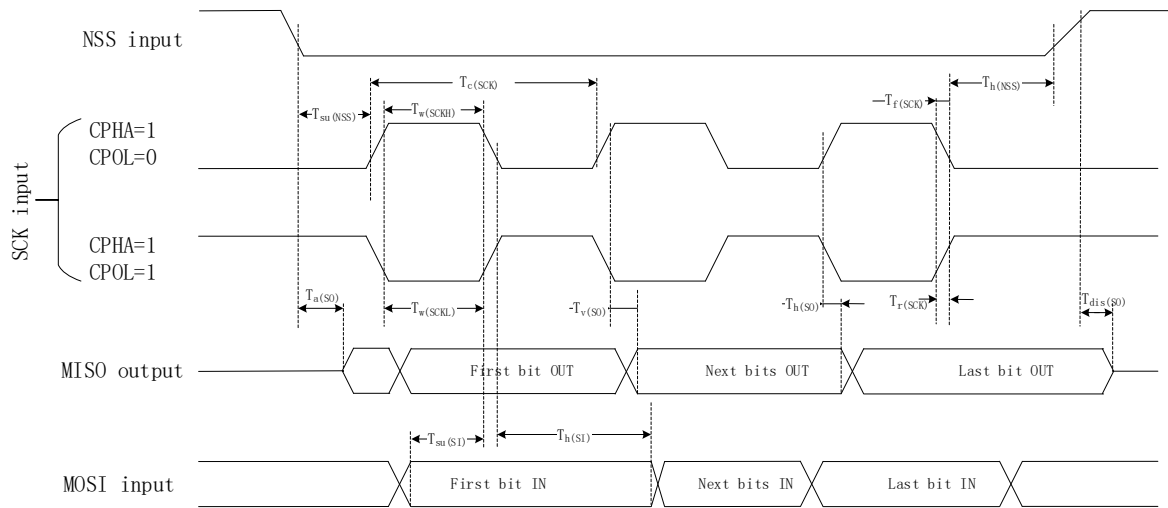 NSS input
Tc(SCK)
Tsu(NSS)
Tw(SCKH)
Tf(SCK)
Th(NSS)
SCK input
CPHA=1
CPOL=0
CPHA=1
CPOL=1
Ta(SO)
Tw(SCKL)
Tv(SO)
Th(SO)
Tr(SCK)
Tdis(SO)
MISO output
First bit OUT
Next bits OUT
Last bit OUT
Tsu(SI)
Th(SI)
MOSI input
First bit IN
Next bits IN
Last bit IN